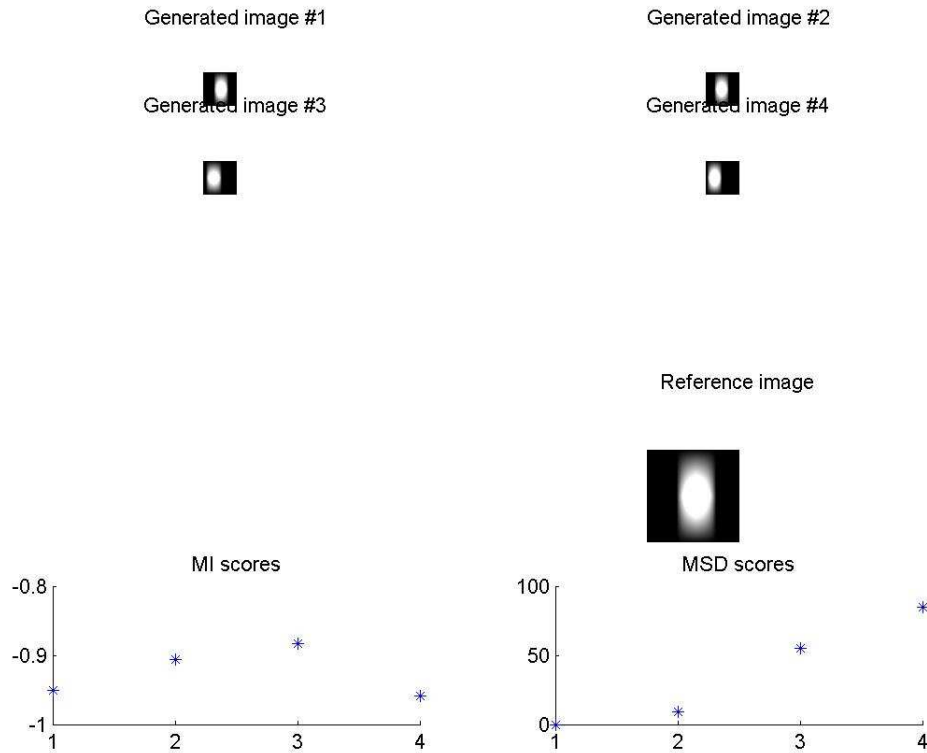 Generated image #1
Generated image #2
Generated image #3
Generated image #4
Reference image
MI scores
MSD scores
-0.8
-0.9
-1
1 2 3 4
100
50
0
1 2 3 4